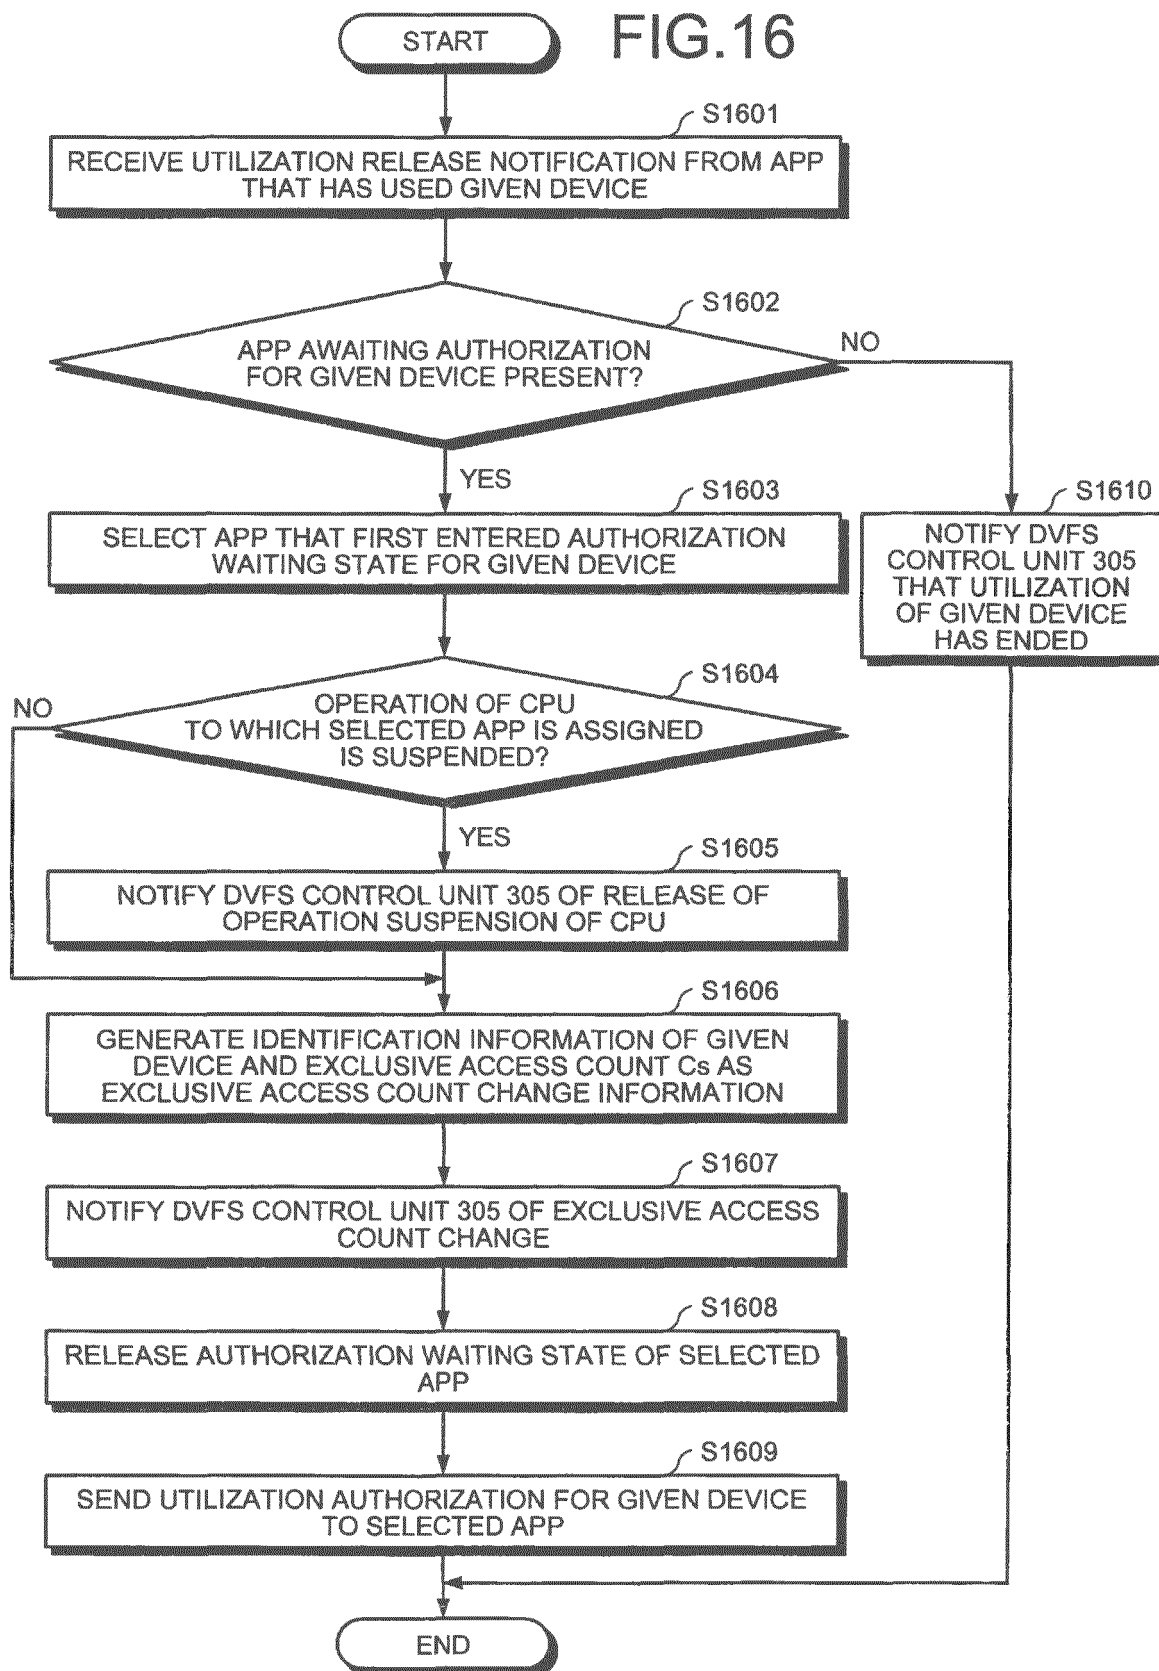 FIG.16
START
S1601
RECEIVE UTILIZATION RELEASE NOTIFICATION FROM APP
THAT HAS USED GIVEN DEVICE
S1602
APP AWAITING AUTHORIZATION
FOR GIVEN DEVICE PRESENT?
NO
YES
S1603
SELECT APP THAT FIRST ENTERED AUTHORIZATION
WAITING STATE FOR GIVEN DEVICE
S1610
NOTIFY DVFS
CONTROL UNIT 305
THAT UTILIZATION
OF GIVEN DEVICE
HAS ENDED
S1604
OPERATION OF CPU
TO WHICH SELECTED APP IS ASSIGNED
IS SUSPENDED?
NO
YES
S1605
NOTIFY DVFS CONTROL UNIT 305 OF RELEASE OF
OPERATION SUSPENSION OF CPU
S1606
GENERATE IDENTIFICATION INFORMATION OF GIVEN
DEVICE AND EXCLUSIVE ACCESS COUNT Cs AS
EXCLUSIVE ACCESS COUNT CHANGE INFORMATION
S1607
NOTIFY DVFS CONTROL UNIT 305 OF EXCLUSIVE ACCESS
COUNT CHANGE
S1608
RELEASE AUTHORIZATION WAITING STATE OF SELECTED
APP
S1609
SEND UTILIZATION AUTHORIZATION FOR GIVEN DEVICE
TO SELECTED APP
END